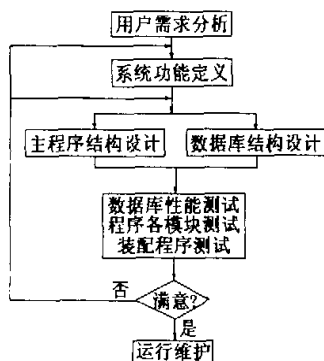 用户需求分析
系统功能定义
主程序结构设计
数据库结构设计
数据库性能测试
程序各模块测试
装配程序测试
否
满意?
是
运行维护